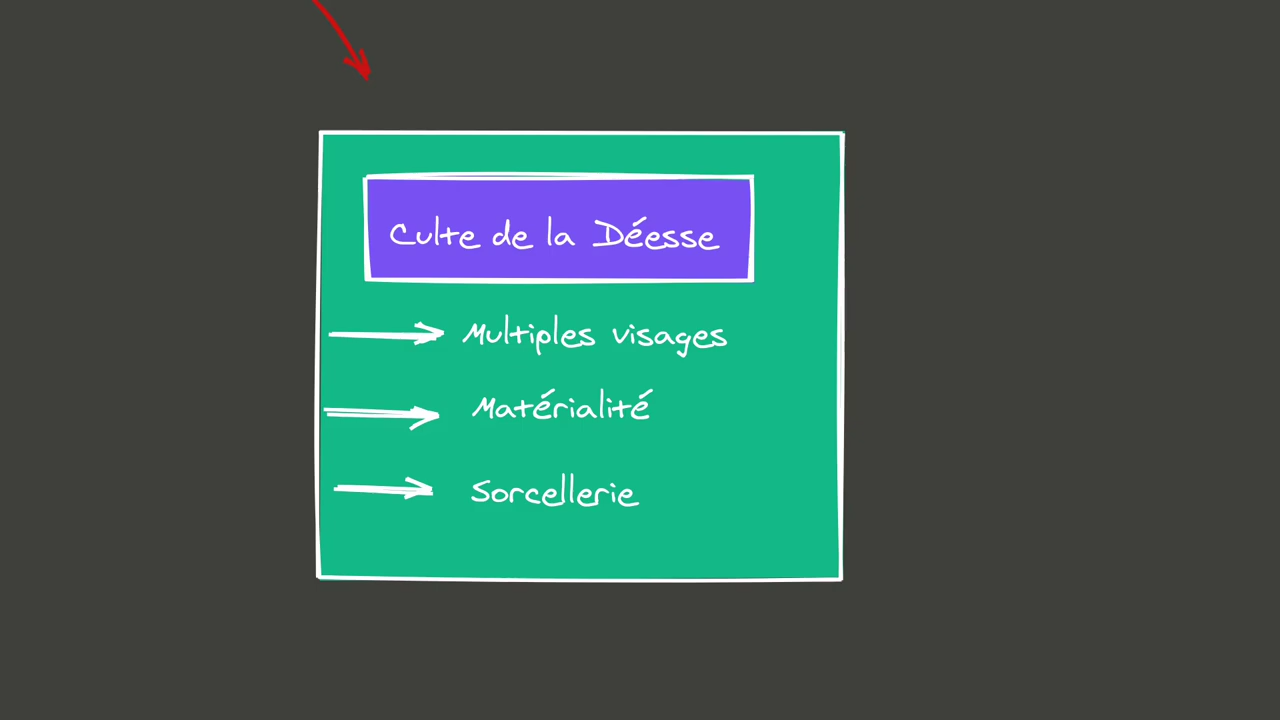 Culte de la Déesse
Multiples visages
Matérialité
Sorcellerie